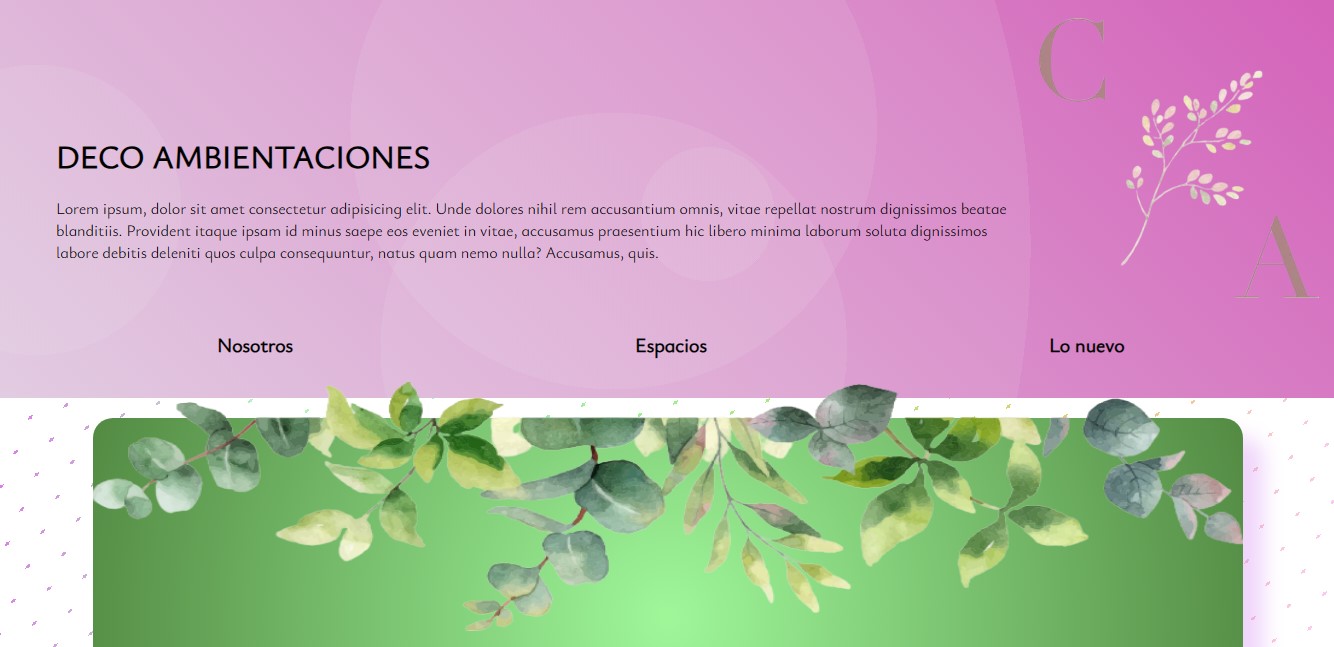 C
DECO AMBIENTACIONES
Lorem ipsum, dolor sit amet consectetur adipisicing elit. Unde dolores nihil rem accusantium omnis, vitae repellat nostrum dignissimos beatae
blanditiis. Provident itaque ipsam id minus saepe eos eveniet in vitae, accusamus praesentium hic libero minima laborum soluta dignissimos
labore debitis deleniti quos culpa consequuntur, natus quam nemo nulla? Accusamus, quis.
A
Nosotros
Espacios
Lo nuevo